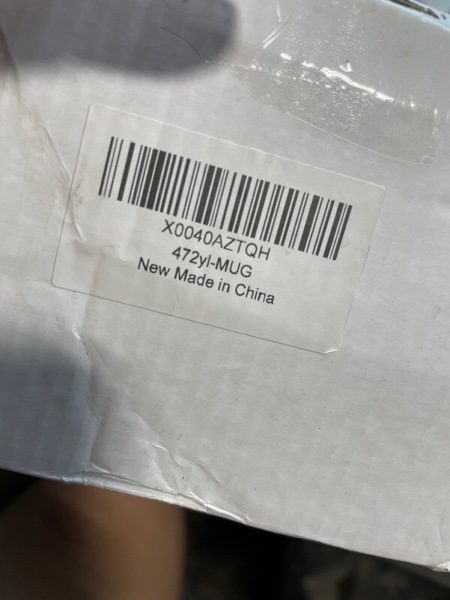 X0040AZTQH
472yl-MUG
New Made in China